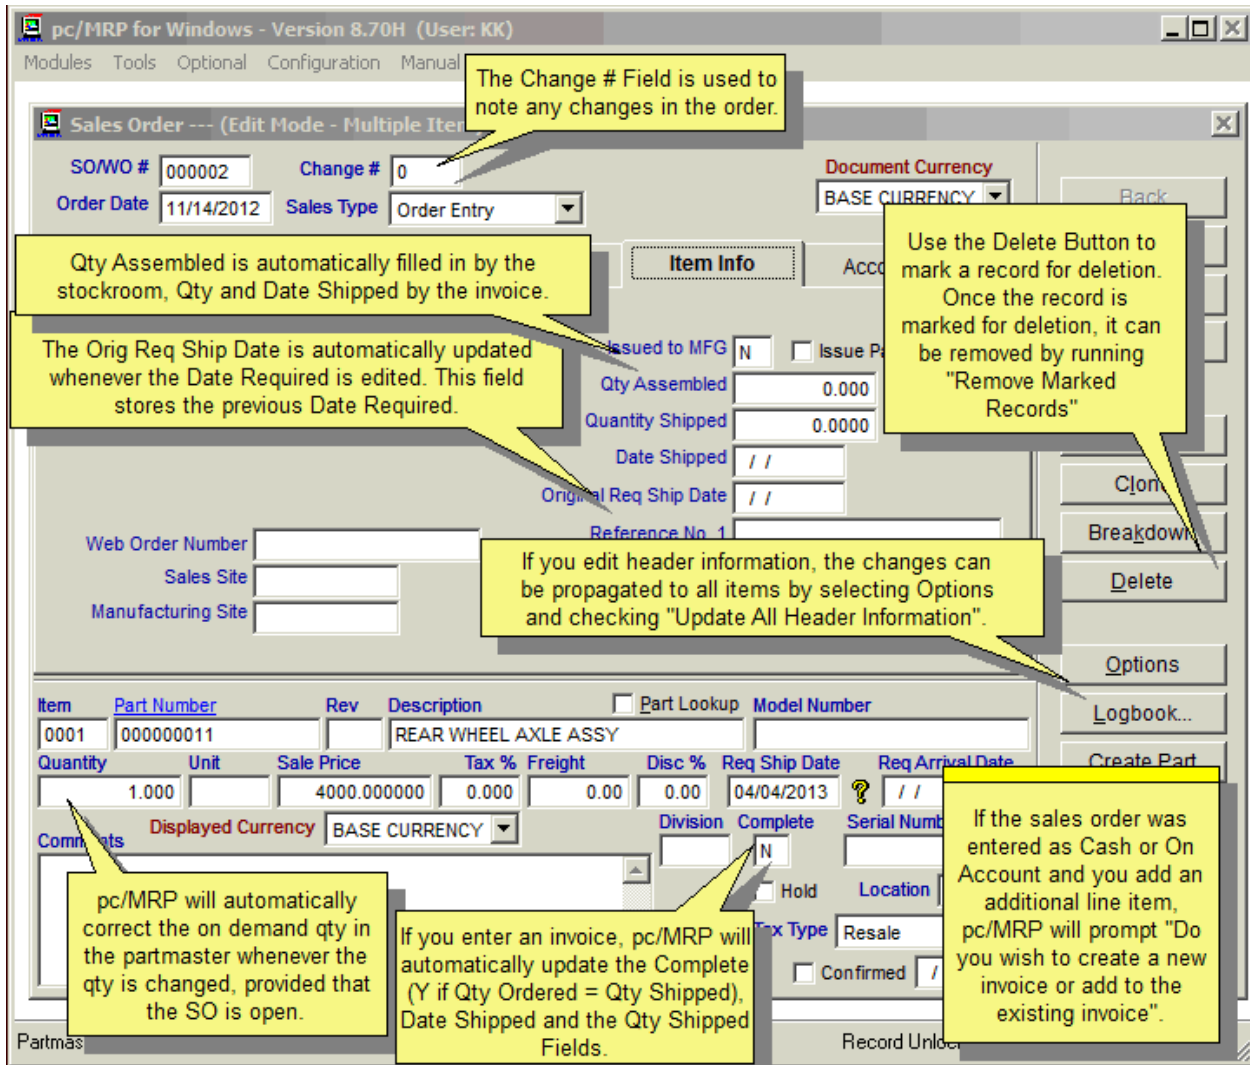 pc/MRP for Windows - Version 8.70H (User: KK)
Modules Tools Optional Configuration Manual
The Change # Field is used to
note any changes in the order.
Sales Order --- (Edit Mode - Multiple
SO/WO # 000002 Change # 0
Document Currency
Order Date 11/14/2012 Sales Type Order Entry
BASE CURRENCY
Back
Qty Assembled is automatically filled in by the
stockroom, Qty and Date Shipped by the invoice.
Item Info
Use the Delete Button to
mark a record for deletion.
Once the record is
marked for deletion, it can
be removed by running
"Remove Marked
Records"
The Orig Req Ship Date is automatically updated
whenever the Date Required is edited. This field
stores the previous Date Required.
Issued to MFG N Issue
Qty Assembled 0.000
Quantity Shipped 0.0000
Date Shipped / /
Original Req Ship Date / /
Reference No. 1
Clone
Breakdown
Delete
Web Order Number
Sales Site
Manufacturing Site
If you edit header information, the changes can
be propagated to all items by selecting Options
and checking "Update All Header Information".
Options
Logbook...
Create Part
Item Part Number Rev Description Part Lookup Model Number
0001 000000011 REAR WHEEL AXLE ASSY
Quantity Unit Sale Price Tax % Freight Disc % Req Ship Date Req Arrival Date
1.000 4000.000000 0.000 0.00 0.00 04/04/2013 ? / /
Displayed Currency BASE CURRENCY
Division Complete Serial
Comments
N
Hold Location
Tax Type Resale
Confirmed /
pc/MRP will automatically
correct the on demand qty in
the partmaster whenever the
qty is changed, provided that
the SO is open.
If you enter an invoice, pc/MRP will
automatically update the Complete
(Y if Qty Ordered = Qty Shipped),
Date Shipped and the Qty Shipped
Fields.
If the sales order was
entered as Cash or On
Account and you add an
additional line item,
pc/MRP will prompt "Do
you wish to create a new
invoice or add to the
existing invoice".
Record